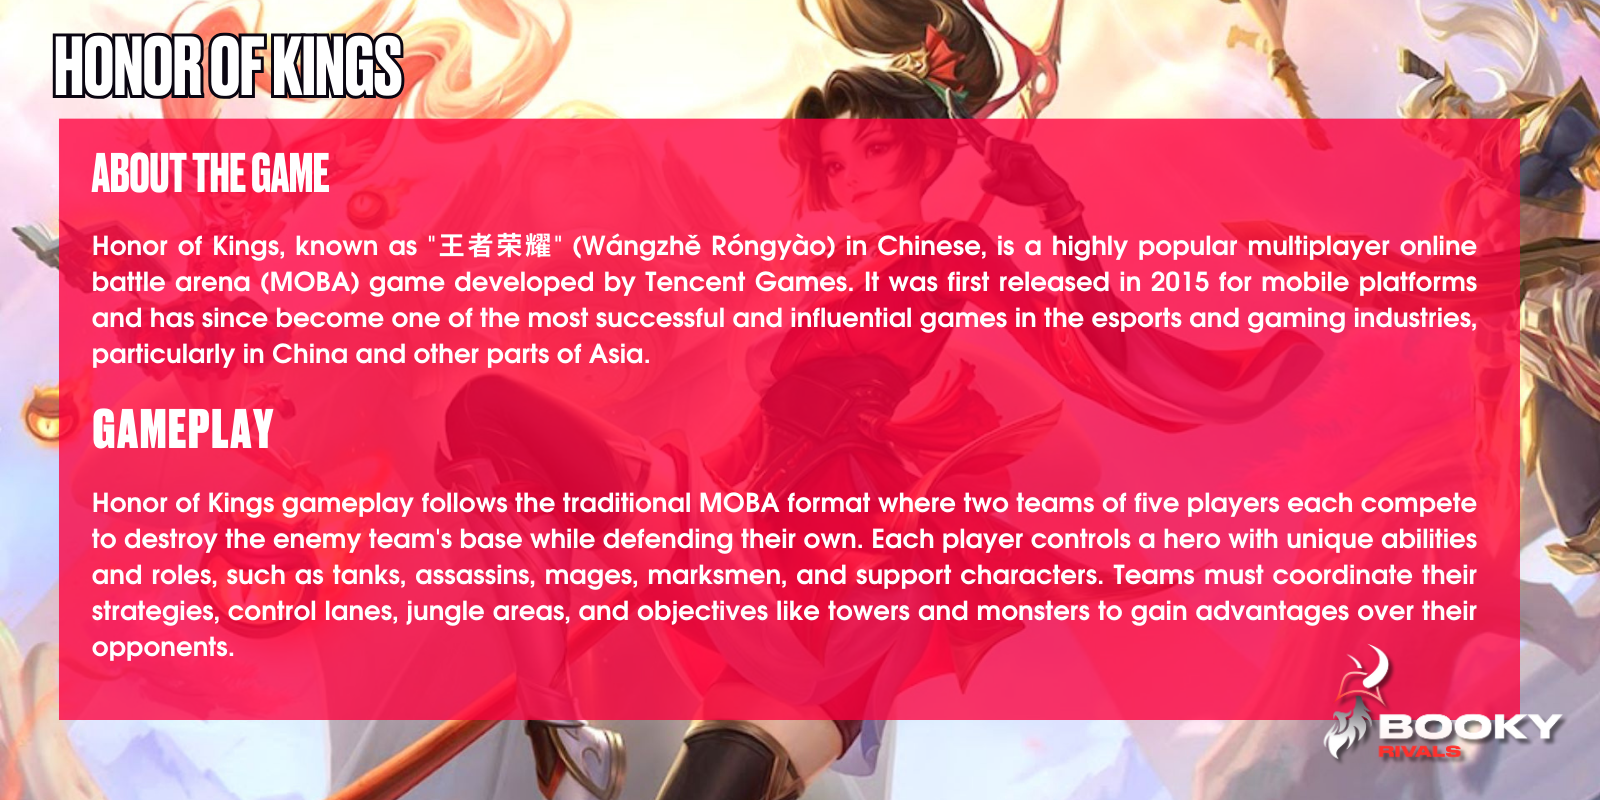 HONOR OF KINGS
ABOUT THE GAME
Honor of Kings, known as "王者荣耀" (Wángzhě Róngyào) in Chinese, is a highly popular multiplayer online
battle arena (MOBA) game developed by Tencent Games. It was first released in 2015 for mobile platforms
and has since become one of the most successful and influential games in the esports and gaming industries,
particularly in China and other parts of Asia.
GAMEPLAY
Honor of Kings gameplay follows the traditional MOBA format where two teams of five players each compete
to destroy the enemy team's base while defending their own. Each player controls a hero with unique abilities
and roles, such as tanks, assassins, mages, marksmen, and support characters. Teams must coordinate their
strategies, control lanes, jungle areas, and objectives like towers and monsters to gain advantages over their
opponents.
BOOKY
RIVALS